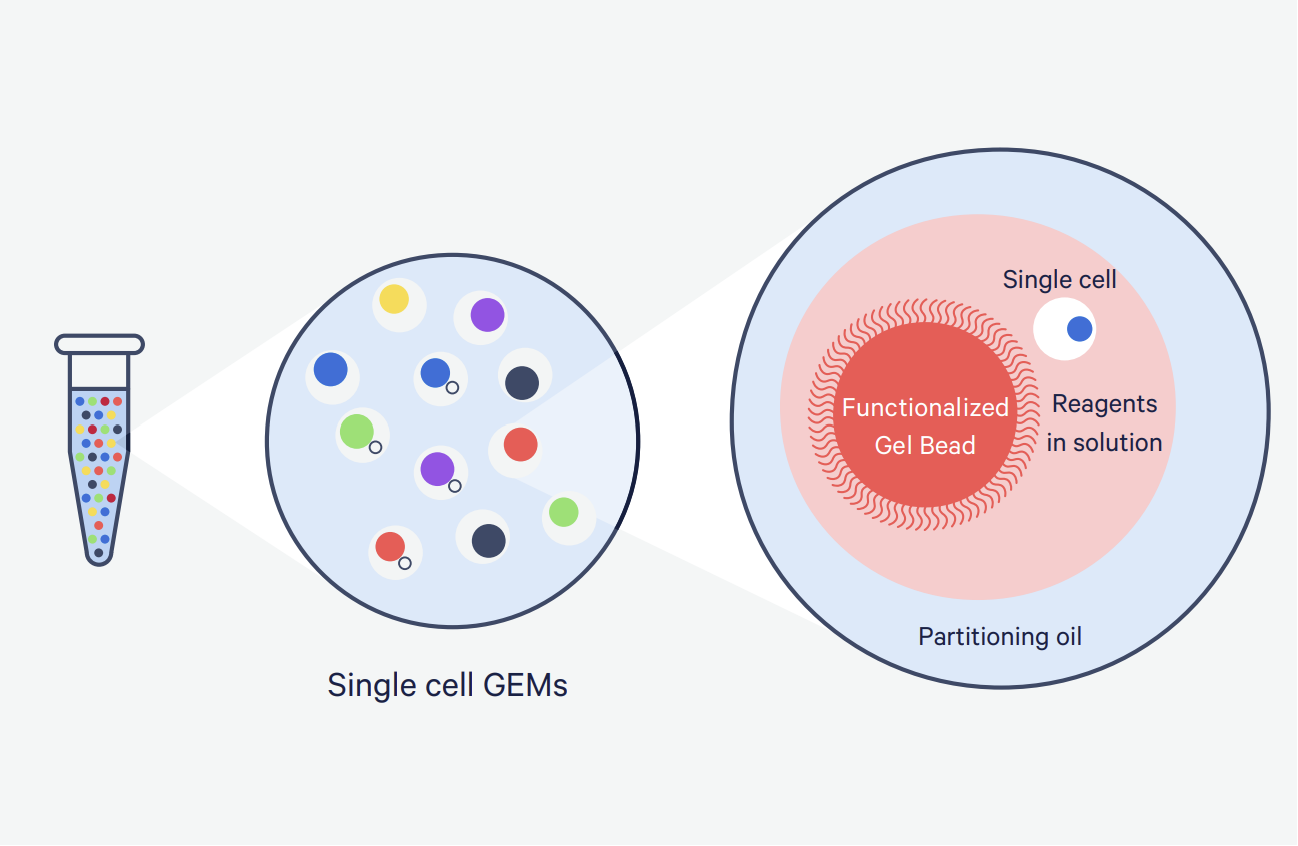 Single cell
Functionalized
Gel Bead
Reagents
in solution
Partitioning oil
Single cell GEMs